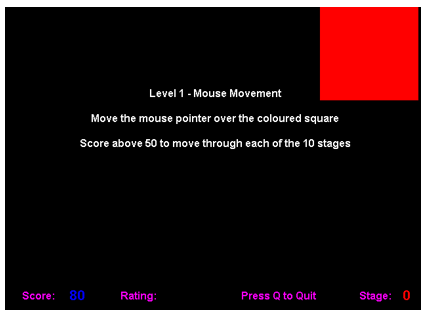 Level 1 - Mouse Movement
Move the mouse pointer over the coloured square
Score above 50 to move through each of the 10 stages
Score: 80 Rating: Press Q to Quit Stage: 0